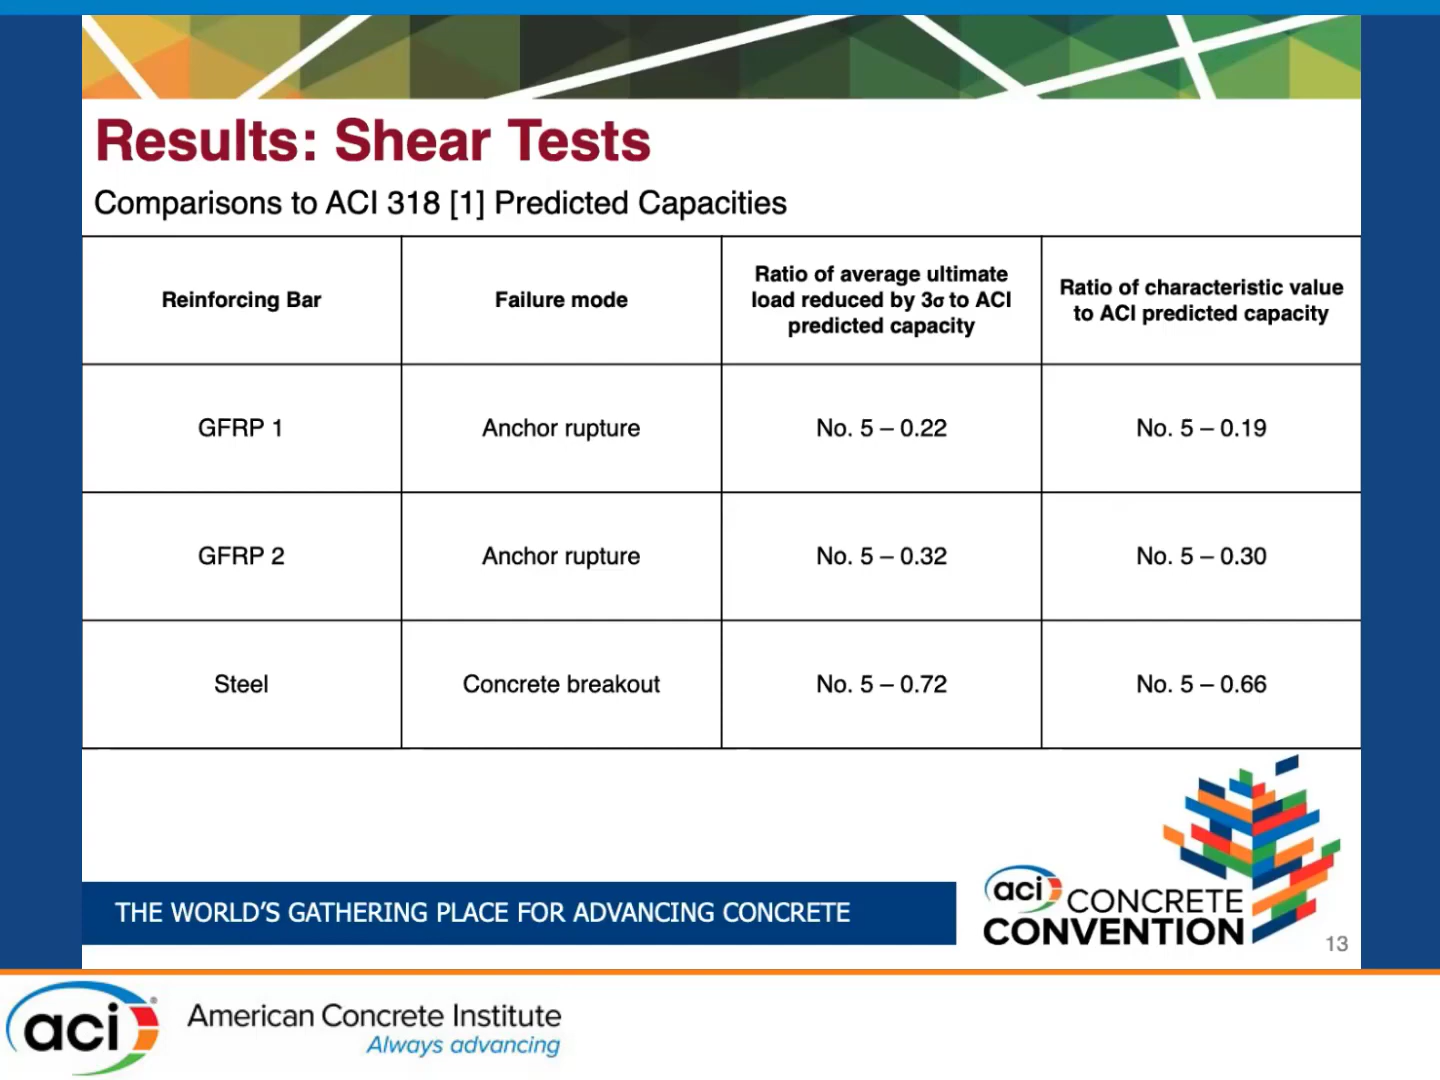 Results: Shear Tests
Comparisons to ACI 318 [1] Predicted Capacities
Reinforcing Bar
Failure mode
Ratio of average ultimate
load reduced by 3σ to ACI
predicted capacity
Ratio of characteristic value
to ACI predicted capacity
GFRP 1
Anchor rupture
No. 5 – 0.22
No. 5 – 0.19
GFRP 2
Anchor rupture
No. 5 – 0.32
No. 5 – 0.30
Steel
Concrete breakout
No. 5 – 0.72
No. 5 – 0.66
THE WORLD'S GATHERING PLACE FOR ADVANCING CONCRETE
aci CONCRETE
CONVENTION
13
aci®
American Concrete Institute
Always advancing